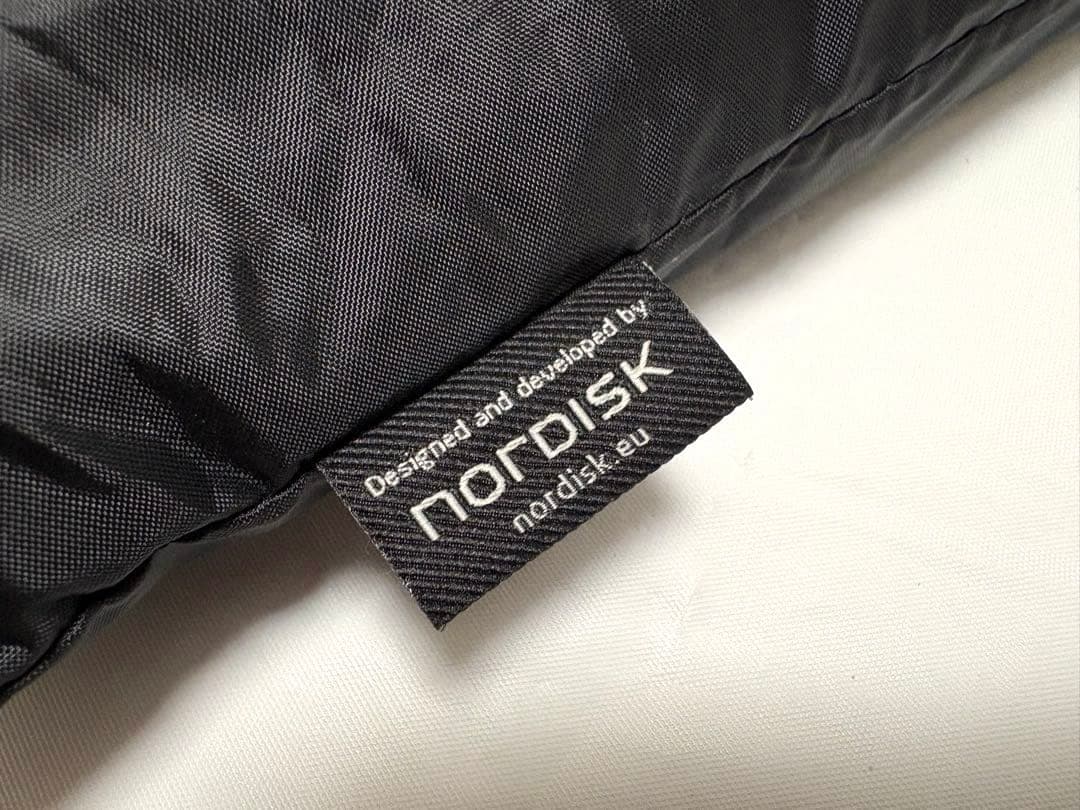 Designed and developed by
NORDISK
nordisk.eu